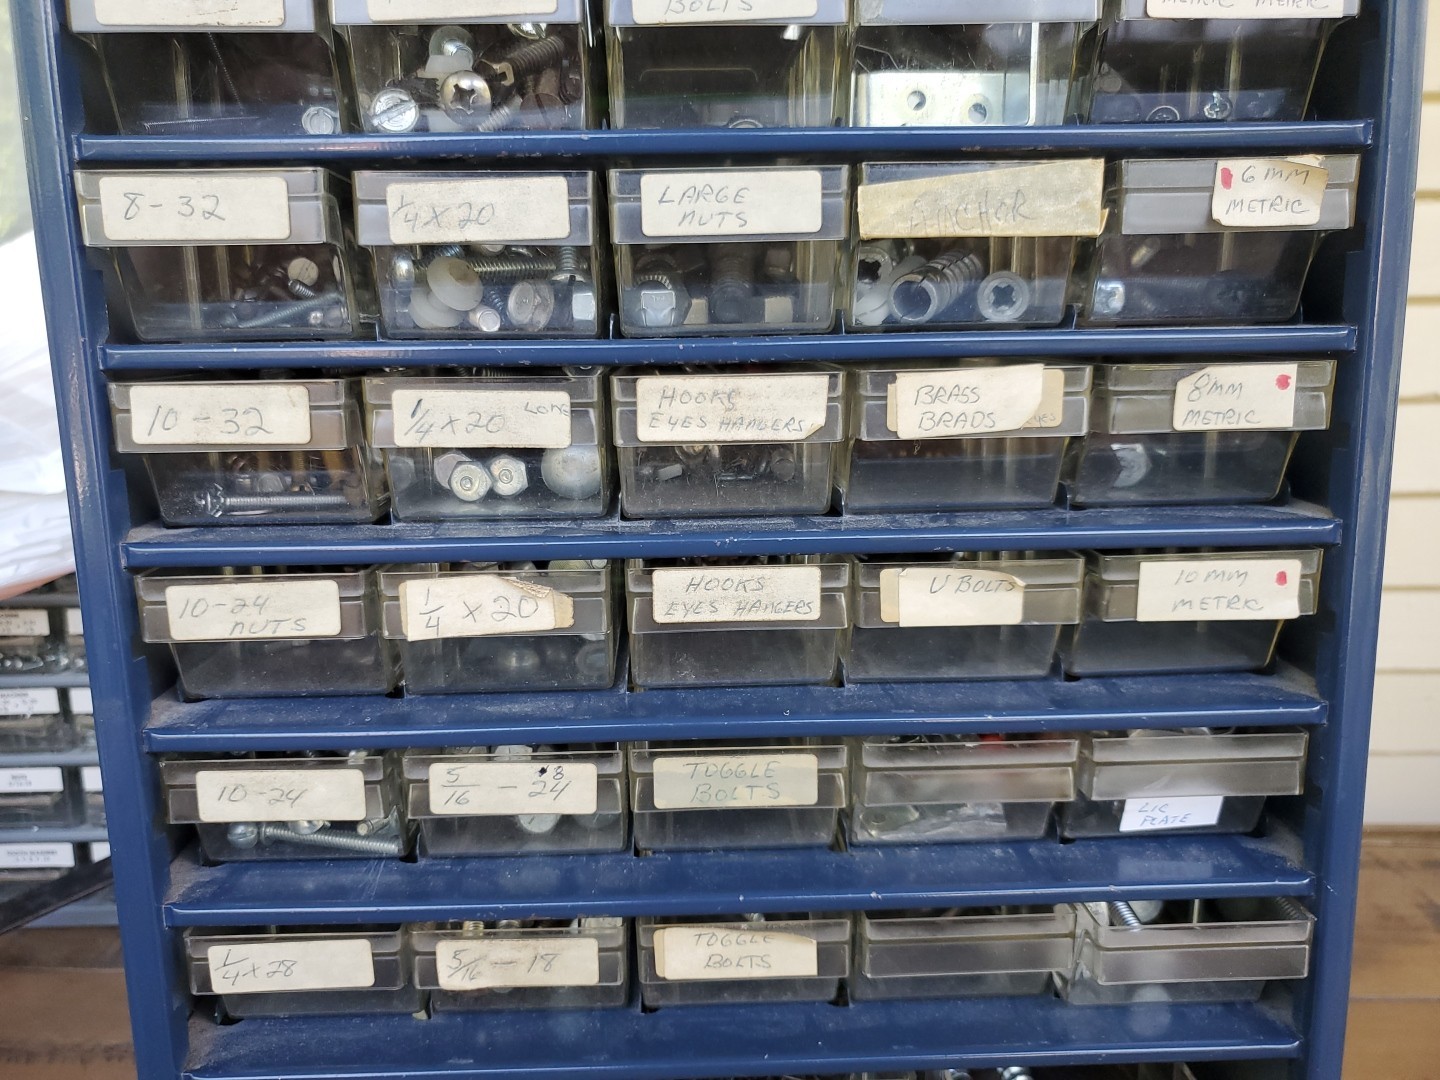 BOLTS
METRIC METRIC
8-32
1/4 X 20
LARGE
NUTS
ANCHOR
6MM
METRIC
10-32
1/4 X 20 LONG
HOOKS
EYES HANGERS
BRASS
BRADS
8MM
METRIC
10-24
NUTS
1/4 X 20
HOOKS
EYES HANGERS
U BOLTS
10MM
METRIC
10-24
5/16 - 24
8
TOGGLE
BOLTS
LIC
PLATE
1/4 X 28
5/16 - 18
TOGGLE
BOLTS